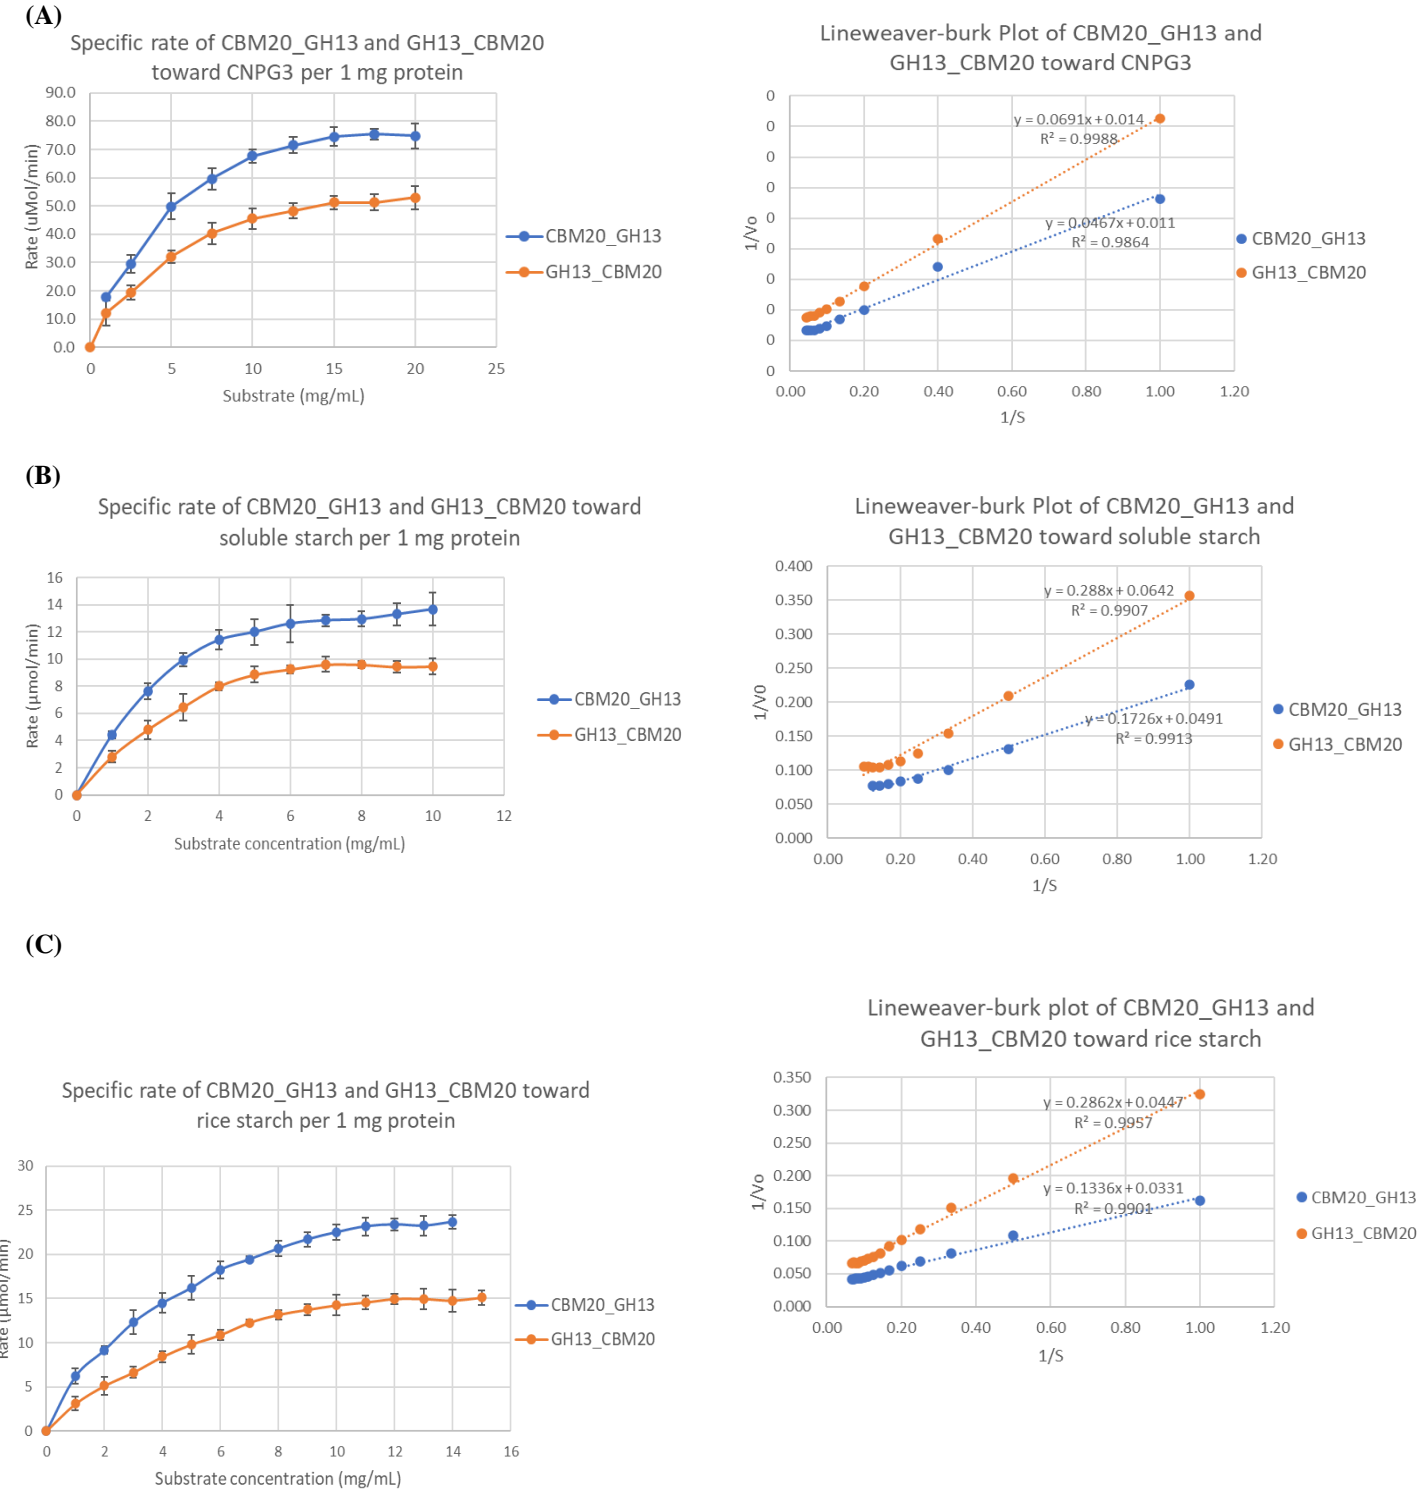 (A)
Specific rate of CBM20_GH13 and GH13_CBM20
toward CNPG3 per 1 mg protein
90.0
80.0
70.0
60.0
50.0
40.0
30.0
20.0
10.0
0.0
Rate (uMol/min)
0 5 10 15 20 25
Substrate (mg/mL)
CBM20_GH13
GH13_CBM20
Lineweaver-burk Plot of CBM20_GH13 and
GH13_CBM20 toward CNPG3
0
0
0
0
0
0
0
0
0
0
1/Vo
y = 0.0691x + 0.014
R² = 0.9988
y = 0.0467x + 0.011
R² = 0.9864
0.00 0.20 0.40 0.60 0.80 1.00 1.20
1/S
CBM20_GH13
GH13_CBM20
(B)
Specific rate of CBM20_GH13 and GH13_CBM20 toward
soluble starch per 1 mg protein
16
14
12
10
8
6
4
2
0
Rate (µmol/min)
0 2 4 6 8 10 12
Substrate concentration (mg/mL)
CBM20_GH13
GH13_CBM20
Lineweaver-burk Plot of CBM20_GH13 and
GH13_CBM20 toward soluble starch
0.400
0.350
0.300
0.250
0.200
0.150
0.100
0.050
0.000
1/V0
y = 0.288x + 0.0642
R² = 0.9907
y = 0.1726x + 0.0491
R² = 0.9913
0.00 0.20 0.40 0.60 0.80 1.00 1.20
1/S
CBM20_GH13
GH13_CBM20
(C)
Specific rate of CBM20_GH13 and GH13_CBM20 toward
rice starch per 1 mg protein
30
25
20
15
10
5
0
Rate (µmol/min)
0 2 4 6 8 10 12 14 16
Substrate concentration (mg/mL)
CBM20_GH13
GH13_CBM20
Lineweaver-burk plot of CBM20_GH13 and
GH13_CBM20 toward rice starch
0.350
0.300
0.250
0.200
0.150
0.100
0.050
0.000
1/Vo
y = 0.2862x + 0.0447
R² = 0.9957
y = 0.1336x + 0.0331
R² = 0.9901
0.00 0.20 0.40 0.60 0.80 1.00 1.20
1/S
CBM20_GH13
GH13_CBM20